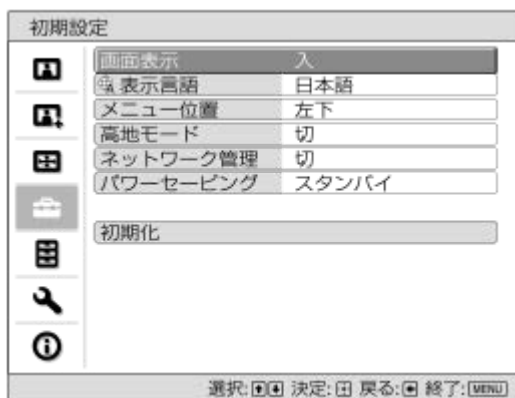 初期設定
画面表示 入
表示言語 日本語
メニュー位置 左下
高地モード 切
ネットワーク管理 切
パワーセービング スタンバイ
初期化
選択: 決定: 戻る: 終了: MENU